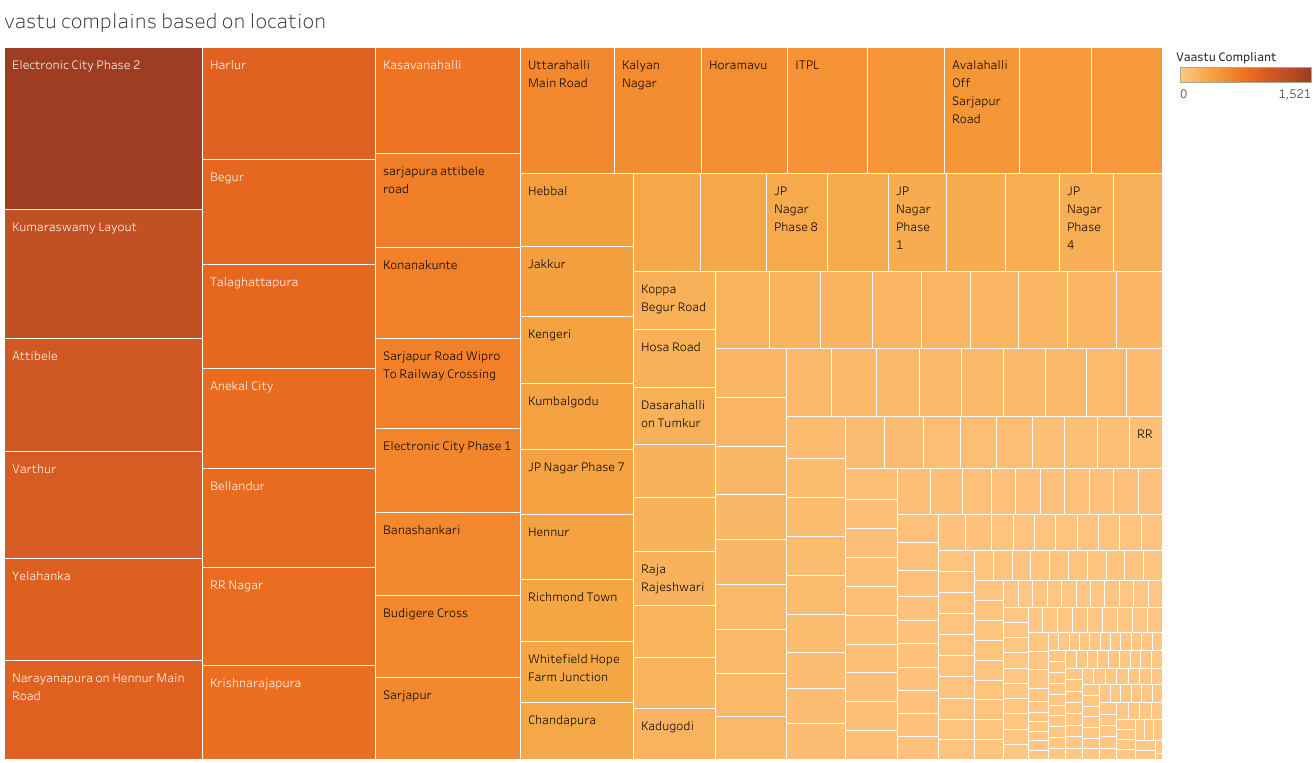 vastu complains based on location
Vaastu Compliant
0
1,521
Electronic City Phase 2
Kumaraswamy Layout
Attibele
Varthur
Yelahanka
Narayanapura on Hennur Main
Road
Harlur
Begur
Talaghattapura
Anekal City
Bellandur
RR Nagar
Krishnarajapura
Kasavanahalli
sarjapura attibele
road
Konanakunte
Sarjapur Road Wipro
To Railway Crossing
Electronic City Phase 1
Banashankari
Budigere Cross
Sarjapur
Uttarahalli
Main Road
Kalyan
Nagar
Horamavu
ITPL
Avalahalli
Off
Sarjapur
Road
Hebbal
Jakkur
Kengeri
Kumbalgodu
JP Nagar Phase 7
Hennur
Richmond Town
Whitefield Hope
Farm Junction
Chandapura
JP
Nagar
Phase 8
JP
Nagar
Phase
1
JP
Nagar
Phase
4
Koppa
Begur Road
Hosa Road
Dasarahalli
on Tumkur
Raja
Rajeshwari
Kadugodi
RR